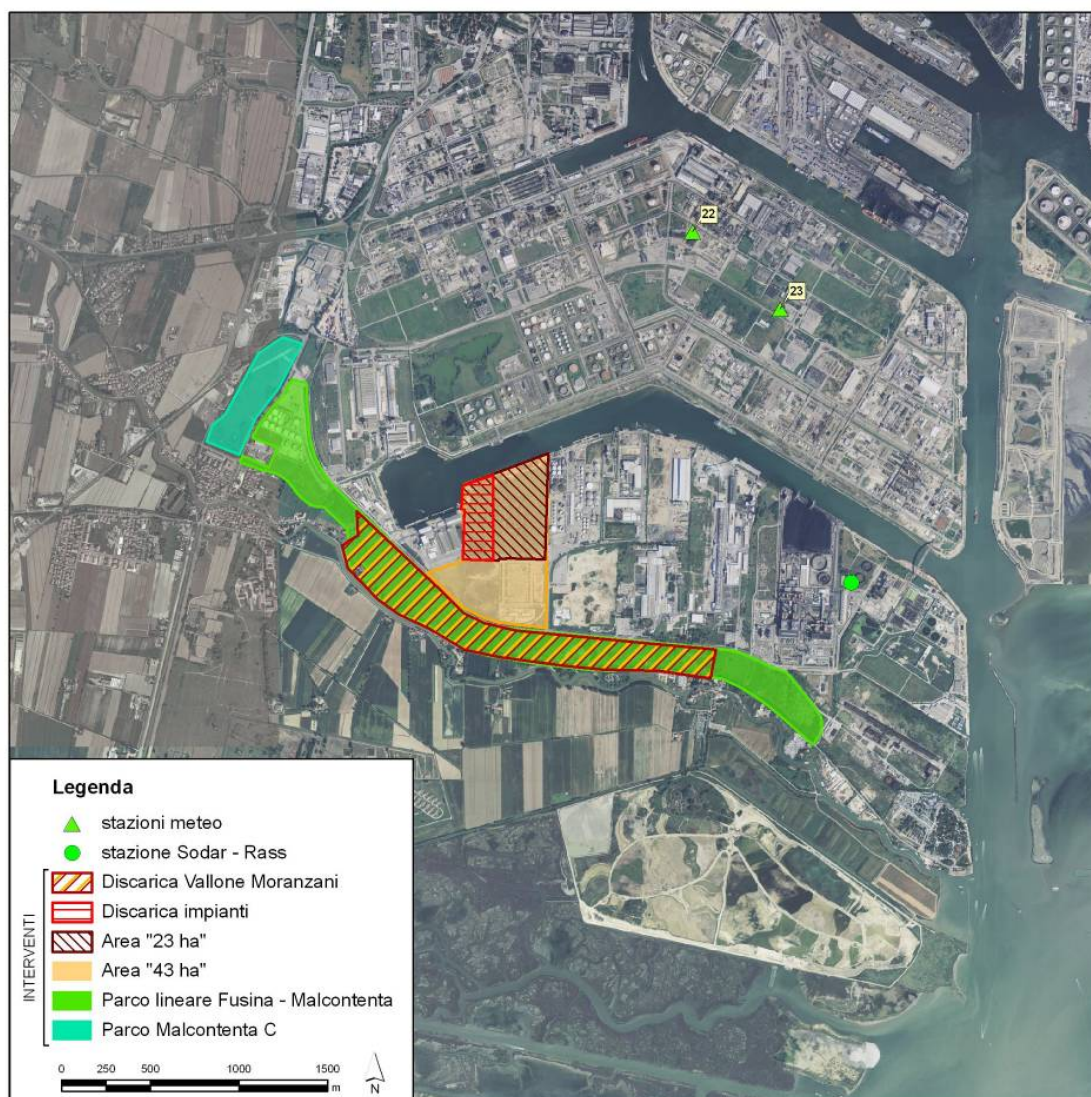 22
23
Legenda
stazioni meteo
stazione Sodar - Rass
INTERVENTI
Discarica Vallone Moranzani
Discarica impianti
Area "23 ha"
Area "43 ha"
Parco lineare Fusina - Malcontenta
Parco Malcontenta C
0 250 500 1000 1500
m
N